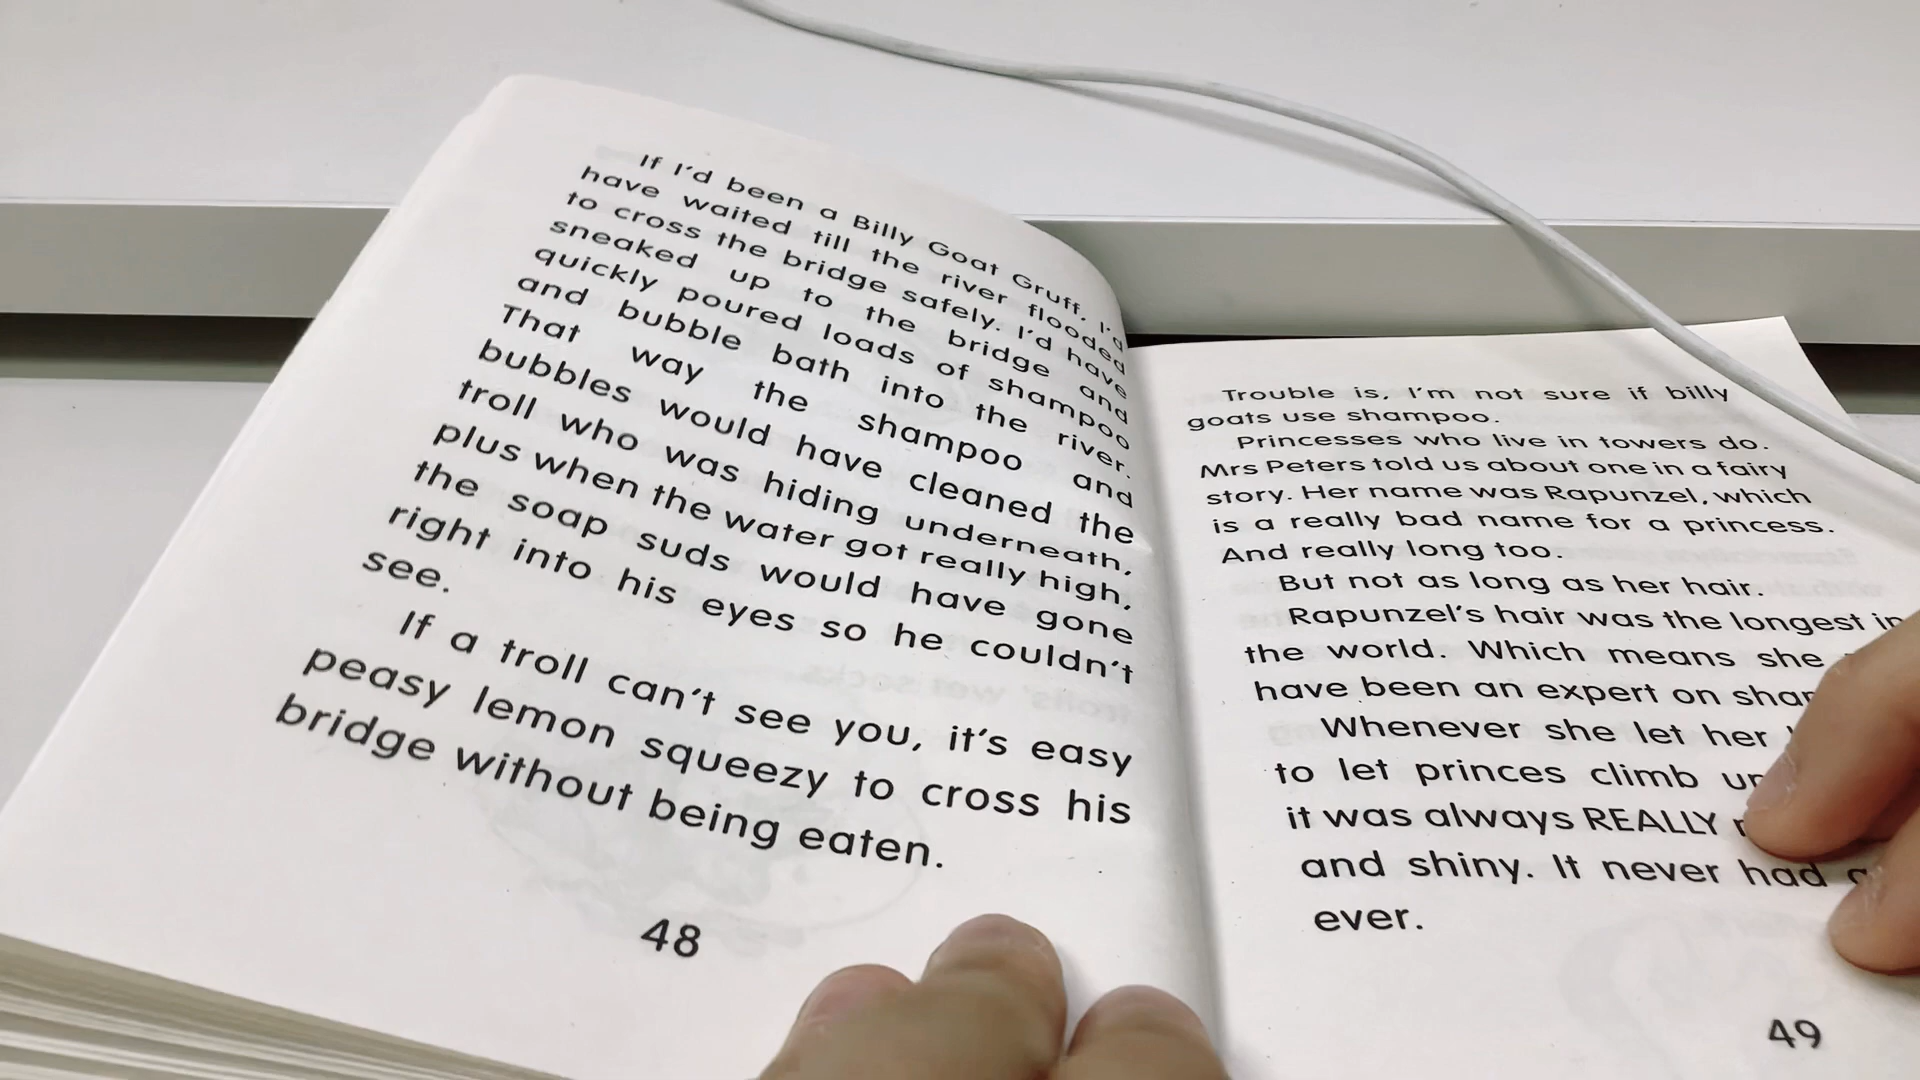 If I'd been a Billy Goat Gruff, I'd
have waited till the river flooded
to cross the bridge safely. I'd have
sneaked up to the bridge and
quickly poured loads of shampoo
and bubble bath into the river.
That way the shampoo and
bubbles would have cleaned the
troll who was hiding underneath,
plus when the water got really high,
the soap suds would have gone
right into his eyes so he couldn't
see.
If a troll can't see you, it's easy
peasy lemon squeezy to cross his
bridge without being eaten.
48
Trouble is, I'm not sure if billy
goats use shampoo.
Princesses who live in towers do.
Mrs Peters told us about one in a fairy
story. Her name was Rapunzel, which
is a really bad name for a princess.
And really long too.
But not as long as her hair.
Rapunzel's hair was the longest in
the world. Which means she
have been an expert on
Whenever she let her
to let princes climb
it was always REALLY
and shiny. It never had
ever.
49